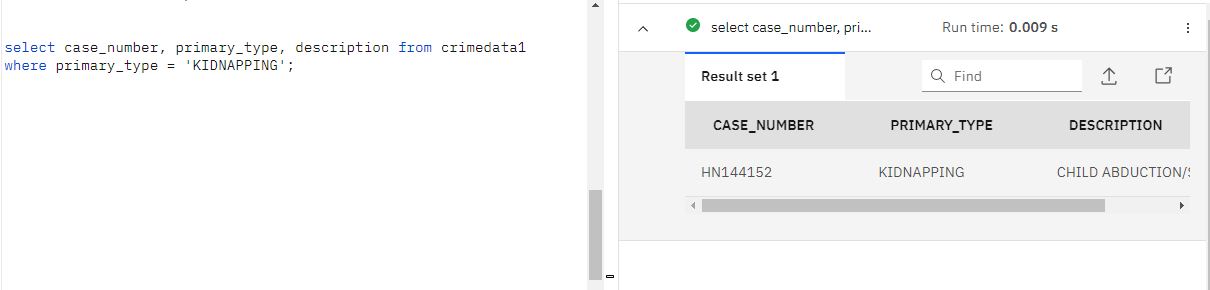 select case_number, primary_type, description from crimedata1
where primary_type = 'KIDNAPPING';
select case_number, pri...
Run time: 0.009 s
Result set 1
Find
CASE_NUMBER PRIMARY_TYPE DESCRIPTION
HN144152 KIDNAPPING CHILD ABDUCTION/